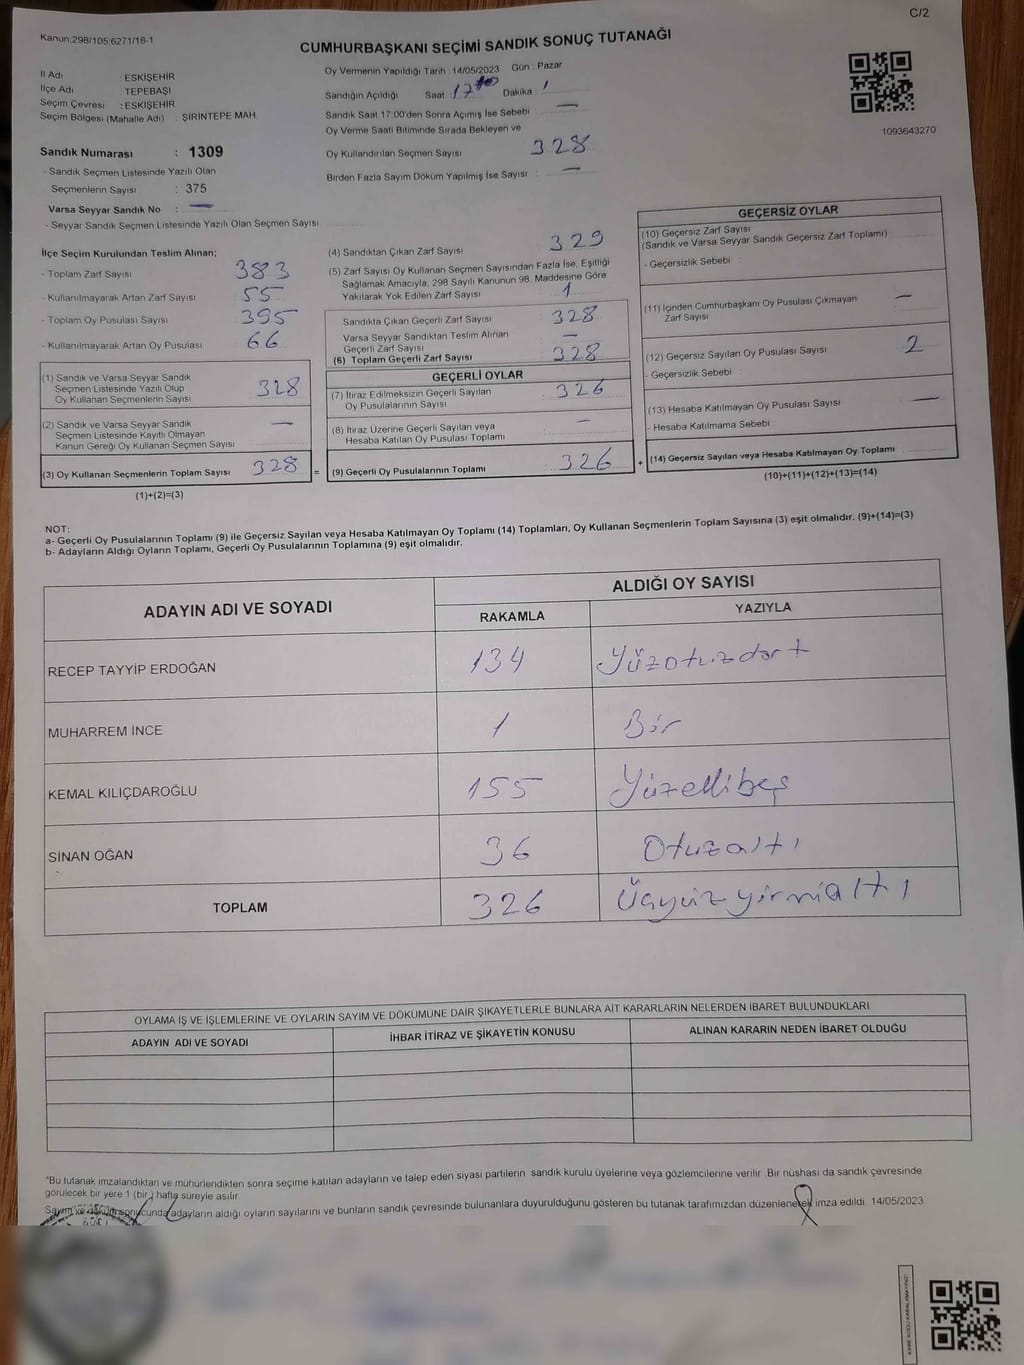 C/2
Kanun;298/105.6271/18-1
CUMHURBAŞKANI SEÇİMİ SANDIK SONUÇ TUTANAĞI
İl Adı : ESKİŞEHİR
İlçe Adı : TEPEBAŞI
Seçim Çevresi : ESKİŞEHİR
Seçim Bölgesi (Mahalle Adı) : ŞİRİNTEPE MAH
Sandık Numarası : 1309
- Sandık Seçmen Listesinde Yazılı Olan
Seçmenlerin Sayısı : 375
Varsa Seyyar Sandık No : —
- Seyyar Sandık Seçmen Listesinde Yazılı Olan Seçmen Sayısı
Oy Vermenin Yapıldığı Tarih : 14/05/2023 Gün : Pazar
Sandığın Açıldığı Saat 17 Dakika
Sandık Saat 17:00'den Sonra Açımış İse Sebebi : —
Oy Verme Saati Bitiminde Sırada Bekleyen ve
Oy Kullandırılan Seçmen Sayısı 328
Birden Fazla Sayım Döküm Yapılmış İse Sayısı : —
1093643270
İlçe Seçim Kurulundan Teslim Alınan;
- Toplam Zarf Sayısı : 383
- Kullanılmayarak Artan Zarf Sayısı : 55
- Toplam Oy Pusulası Sayısı : 395
- Kullanılmayarak Artan Oy Pusulası : 66
(1) Sandık ve Varsa Seyyar Sandık
Seçmen Listesinde Yazılı Olup
Oy Kullanan Seçmenlerin Sayısı : 328
(2) Sandık ve Varsa Seyyar Sandık
Seçmen Listesinde Kayıtlı Olmayan
Kanun Gereği Oy Kullanan Seçmen Sayısı : —
(3) Oy Kullanan Seçmenlerin Toplam Sayısı : 328 =
(1)+(2)=(3)
(4) Sandıktan Çıkan Zarf Sayısı : 329
(5) Zarf Sayısı Oy Kullanan Seçmen Sayısından Fazla İse, Eşitliği
Sağlamak Amacıyla, 298 Sayılı Kanunun 98. Maddesine Göre
Yakılarak Yok Edilen Zarf Sayısı : 1
Sandıkta Çıkan Geçerli Zarf Sayısı : 328
Varsa Seyyar Sandıktan Teslim Alınan
Geçerli Zarf Sayısı : —
(6) Toplam Geçerli Zarf Sayısı : 328
GEÇERLİ OYLAR
(7) İtiraz Edilmeksizin Geçerli Sayılan
Oy Pusulalarının Sayısı : 326
(8) İtiraz Üzerine Geçerli Sayılan veya
Hesaba Katılan Oy Pusulası Toplamı : —
(9) Geçerli Oy Pusulalarının Toplamı : 326 +
GEÇERSİZ OYLAR
(10) Geçersiz Zarf Sayısı
(Sandık ve Varsa Seyyar Sandık Geçersiz Zarf Toplamı)
- Geçersizlik Sebebi :
(11) İçinden Cumhurbaşkanı Oy Pusulası Çıkmayan
Zarf Sayısı —
(12) Geçersiz Sayılan Oy Pusulası Sayısı : 2
- Geçersizlik Sebebi :
(13) Hesaba Katılmayan Oy Pusulası Sayısı : —
- Hesaba Katılmama Sebebi :
(14) Geçersiz Sayılan veya Hesaba Katılmayan Oy Toplamı
(10)+(11)+(12)+(13)=(14)
NOT:
a- Geçerli Oy Pusulalarının Toplamı (9) ile Geçersiz Sayılan veya Hesaba Katılmayan Oy Toplamı (14) Toplamları, Oy Kullanan Seçmenlerin Toplam Sayısına (3) eşit olmalıdır. (9)+(14)=(3)
b- Adayların Aldığı Oyların Toplamı, Geçerli Oy Pusulalarının Toplamına (9) eşit olmalıdır.
ADAYIN ADI VE SOYADI ALDIĞI OY SAYISI
RAKAMLA YAZIYLA
RECEP TAYYİP ERDOĞAN 134 Yüzotuzdört
MUHARREM İNCE 1 Bir
KEMAL KILIÇDAROĞLU 155 Yüzellibeş
SİNAN OĞAN 36 Otuzaltı
TOPLAM 326 Üçyüzyirmialtı
OYLAMA İŞ VE İŞLEMLERİNE VE OYLARIN SAYIM VE DÖKÜMÜNE DAİR ŞİKAYETLERLE BUNLARA AİT KARARLARIN NELERDEN İBARET BULUNDUKLARI
ADAYIN ADI VE SOYADI İHBAR İTİRAZ VE ŞİKAYETİN KONUSU ALINAN KARARIN NEDEN İBARET OLDUĞU
*Bu tutanak imzalandıktan ve mühürlendikten sonra seçime katılan adayların ve talep eden siyasi partilerin sandık kurulu üyelerine veya gözlemcilerine verilir. Bir nüshası da sandık çevresinde
görülecek bir yere 1 (bir) hafta süreyle asılır.
Sayım ve döküm sonucunda adayların aldığı oyların sayılarını ve bunların sandık çevresinde bulunanlara duyurulduğunu gösteren bu tutanak tarafımızdan düzenlenerek imza edildi. 14/05/2023